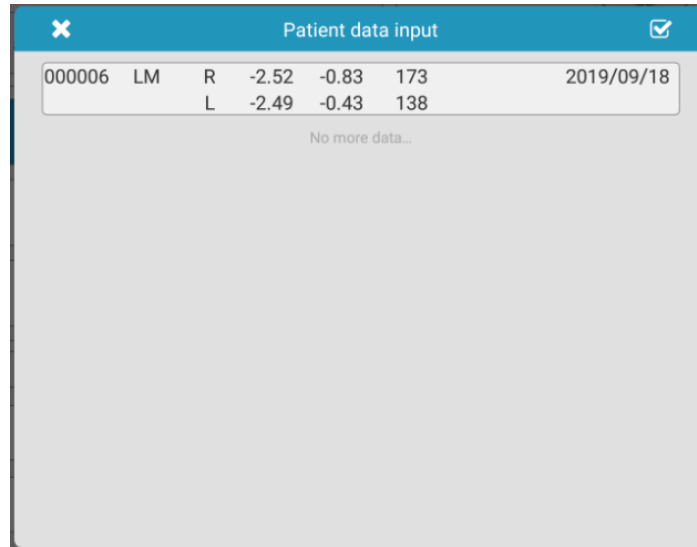 Patient data input
000006 LM R -2.52 -0.83 173 2019/09/18
L -2.49 -0.43 138
No more data...